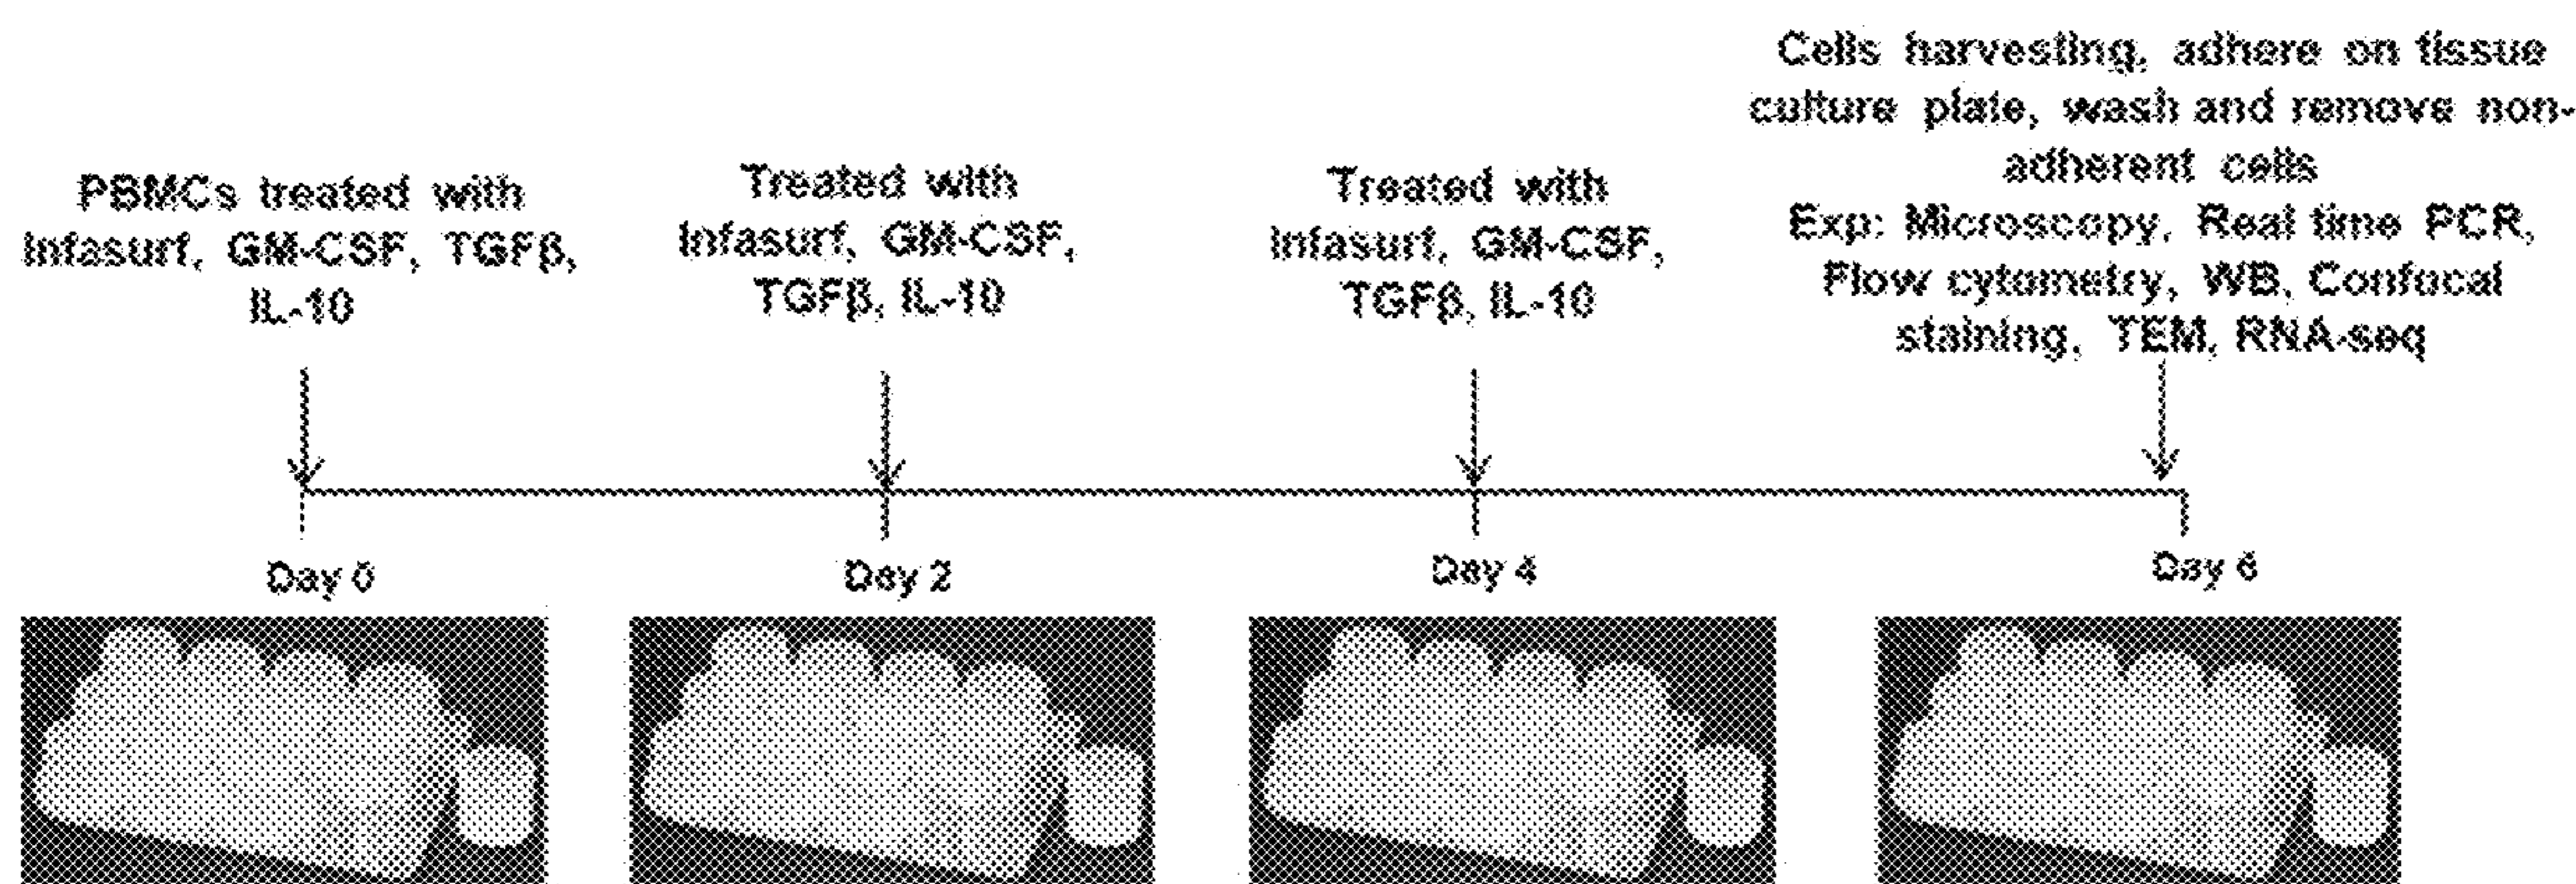 PBMCs treated with
Infasurf, GM-CSF, TGFβ,
IL-10
Treated with
Infasurf, GM-CSF,
TGFβ, IL-10
Treated with
Infasurf, GM-CSF,
TGFβ, IL-10
Cells harvesting, adhere on tissue
culture plate, wash and remove non-
adherent cells
Exp: Microscopy, Real time PCR,
Flow cytometry, WB, Confocal
staining, TEM, RNA-seq
Day 0
Day 2
Day 4
Day 6